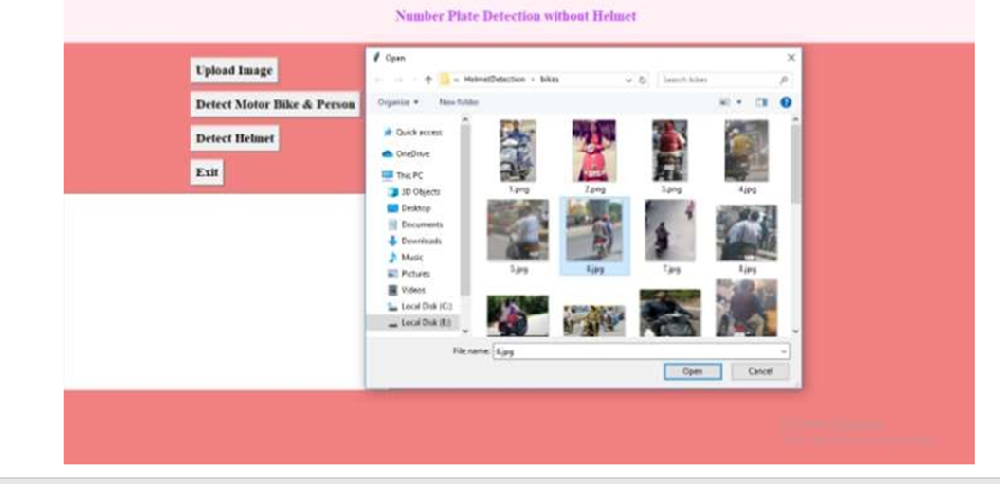 Number Plate Detection without Helmet
Upload Image
Detect Motor Bike & Person
Detect Helmet
Exit
Open
« HelmetDetection › bikes
Search bikes
Organize
New folder
Quick access
OneDrive
This PC
3D Objects
Desktop
Documents
Downloads
Music
Pictures
Videos
Local Disk (C:)
Local Disk (E:)
1.png
2.png
3.png
4.jpg
5.jpg
6.jpg
7.jpg
8.jpg
File name: 6.jpg
Open
Cancel